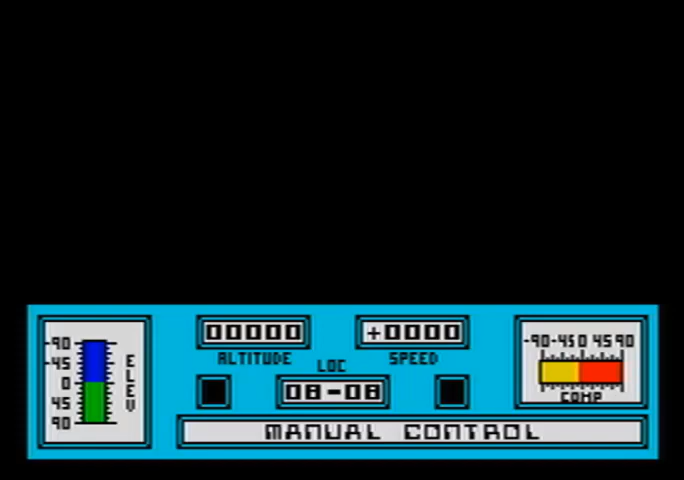 00000
+0000
ALTITUDE
LOC
SPEED
08-08
MANUAL CONTROL
-90
-45
0
45
90
ELEV
-90-45 0 45 90
COMP